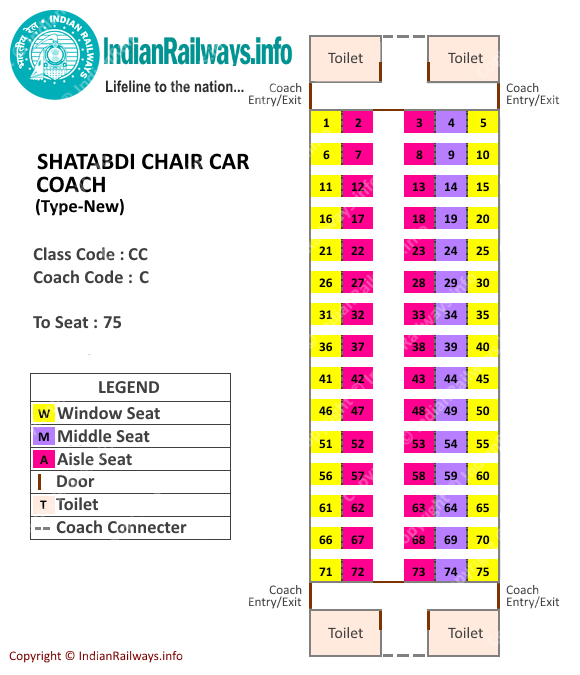 भारतीय रेल
INDIAN RAILWAYS
IndianRailways.info
Lifeline to the nation...
SHATABDI CHAIR CAR
COACH
(Type-New)
Class Code : CC
Coach Code : C
To Seat : 75
LEGEND
W Window Seat
M Middle Seat
A Aisle Seat
Door
T Toilet
Coach Connecter
Toilet Toilet
Coach
Entry/Exit
Coach
Entry/Exit
1 2 3 4 5
6 7 8 9 10
11 12 13 14 15
16 17 18 19 20
21 22 23 24 25
26 27 28 29 30
31 32 33 34 35
36 37 38 39 40
41 42 43 44 45
46 47 48 49 50
51 52 53 54 55
56 57 58 59 60
61 62 63 64 65
66 67 68 69 70
71 72 73 74 75
Coach
Entry/Exit
Coach
Entry/Exit
Toilet Toilet
Copyright © IndianRailways.info